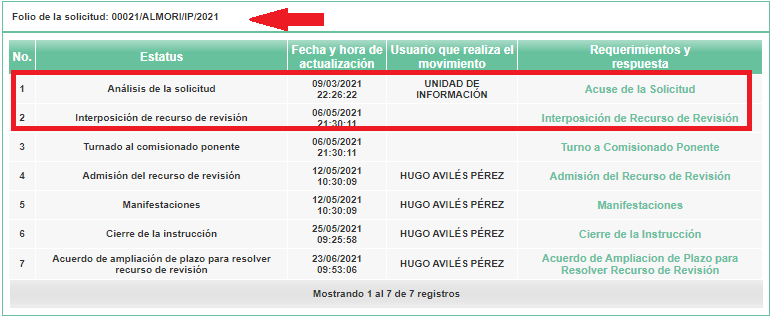 Folio de la solicitud: 00021/ALMORI/IP/2021
No. Estatus Fecha y hora de actualización Usuario que realiza el movimiento Requerimientos y respuesta
1 Análisis de la solicitud 09/03/2021 22:26:22 UNIDAD DE INFORMACIÓN Acuse de la Solicitud
2 Interposición de recurso de revisión 06/05/2021 21:30:11 Interposición de Recurso de Revisión
3 Turnado al comisionado ponente 06/05/2021 21:30:11 Turno a Comisionado Ponente
4 Admisión del recurso de revisión 12/05/2021 10:30:09 HUGO AVILÉS PÉREZ Admisión del Recurso de Revisión
5 Manifestaciones 12/05/2021 10:30:09 HUGO AVILÉS PÉREZ Manifestaciones
6 Cierre de la instrucción 25/05/2021 09:25:58 HUGO AVILÉS PÉREZ Cierre de la Instrucción
7 Acuerdo de ampliación de plazo para resolver recurso de revisión 23/06/2021 09:53:06 HUGO AVILÉS PÉREZ Acuerdo de Ampliacion de Plazo para Resolver Recurso de Revisión
Mostrando 1 al 7 de 7 registros